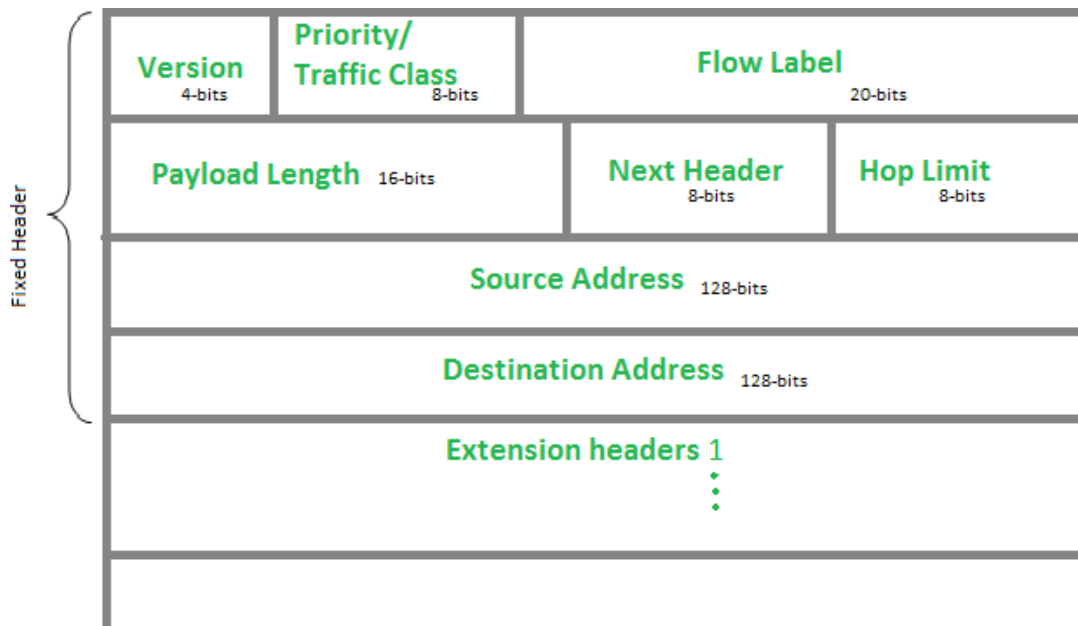 Fixed Header
Version
4-bits
Priority/
Traffic Class
8-bits
Flow Label
20-bits
Payload Length 16-bits
Next Header
8-bits
Hop Limit
8-bits
Source Address 128-bits
Destination Address 128-bits
Extension headers 1